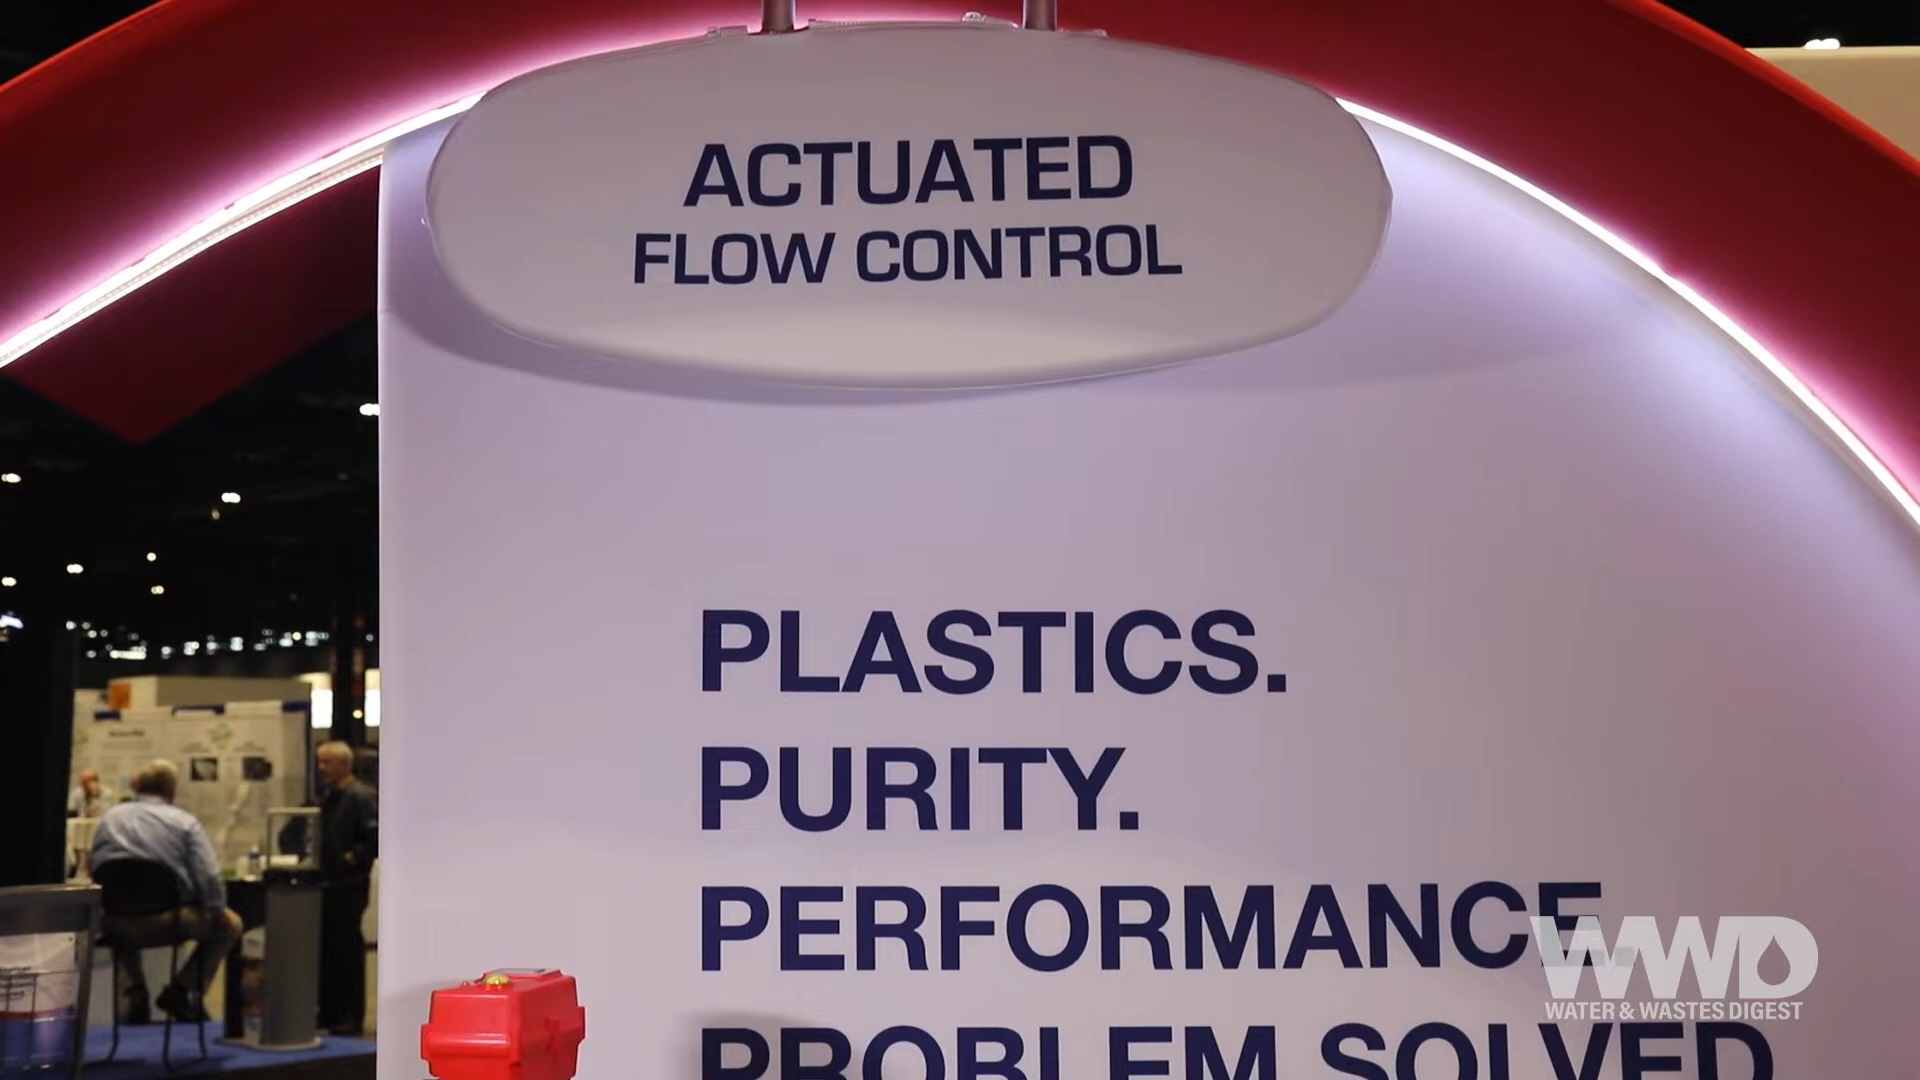 ACTUATED
FLOW CONTROL
PLASTICS.
PURITY.
PERFORMANCE.
PROBLEM SOLVED
WWD
WATER & WASTES DIGEST